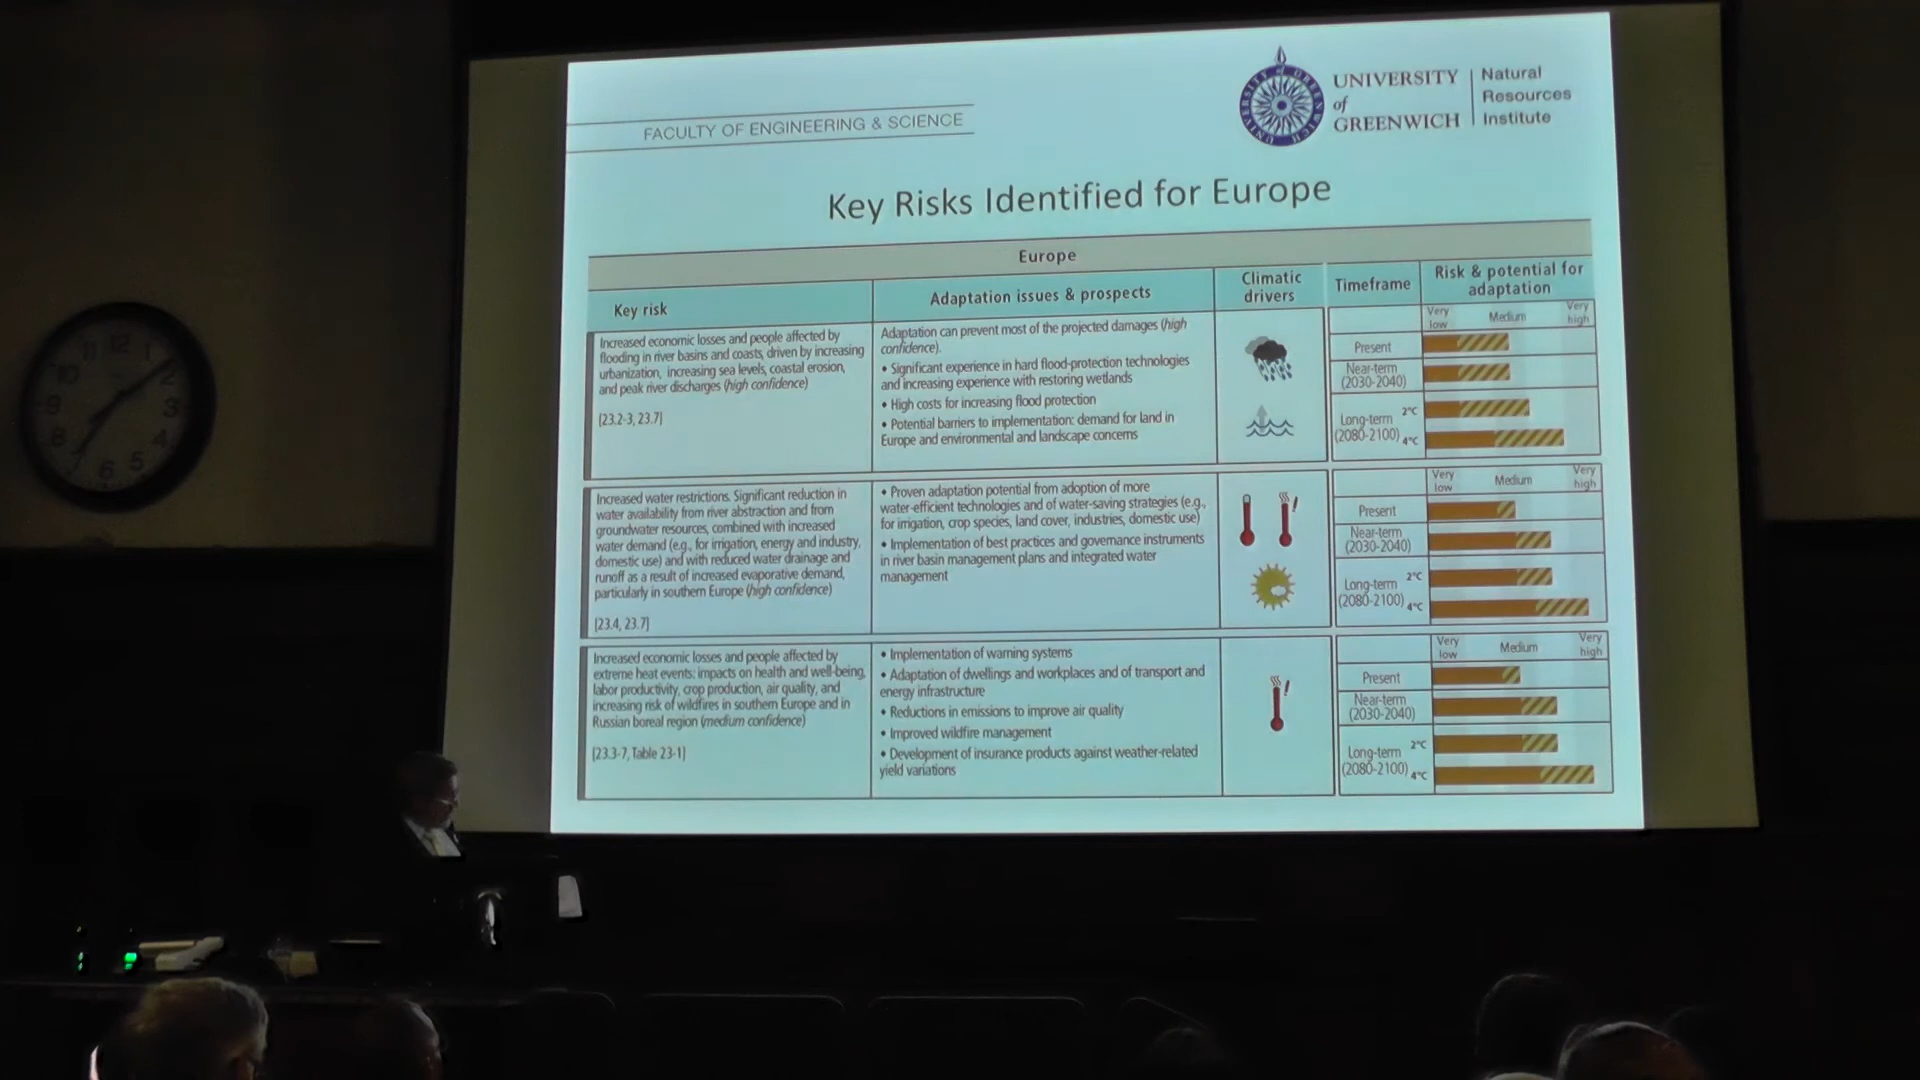 FACULTY OF ENGINEERING & SCIENCE
UNIVERSITY of GREENWICH
UNIVERSITY
of
GREENWICH
Natural
Resources
Institute
Key Risks Identified for Europe
Europe
Key risk
Adaptation issues & prospects
Climatic
drivers
Timeframe
Risk & potential for
adaptation
Increased economic losses and people affected by
flooding in river basins and coasts, driven by increasing
urbanization, increasing sea levels, coastal erosion,
and peak river discharges (high confidence)
[23.2-3, 23.7]
Adaptation can prevent most of the projected damages (high
confidence).
• Significant experience in hard flood-protection technologies
and increasing experience with restoring wetlands
• High costs for increasing flood protection
• Potential barriers to implementation: demand for land in
Europe and environmental and landscape concerns
Very
low
Medium
Very
high
Present
Near-term
(2030-2040)
Long-term
(2080-2100)
2°C
4°C
Increased water restrictions. Significant reduction in
water availability from river abstraction and from
groundwater resources, combined with increased
water demand (e.g., for irrigation, energy and industry,
domestic use) and with reduced water drainage and
runoff as a result of increased evaporative demand,
particularly in southern Europe (high confidence)
[23.4, 23.7]
• Proven adaptation potential from adoption of more
water-efficient technologies and of water-saving strategies (e.g.,
for irrigation, crop species, land cover, industries, domestic use)
• Implementation of best practices and governance instruments
in river basin management plans and integrated water
management
!
Very
low
Medium
Very
high
Present
Near-term
(2030-2040)
Long-term
(2080-2100)
2°C
4°C
Increased economic losses and people affected by
extreme heat events: impacts on health and well-being,
labor productivity, crop production, air quality, and
increasing risk of wildfires in southern Europe and in
Russian boreal region (medium confidence)
[23.3-7, Table 23-1]
• Implementation of warning systems
• Adaptation of dwellings and workplaces and of transport and
energy infrastructure
• Reductions in emissions to improve air quality
• Improved wildfire management
• Development of insurance products against weather-related
yield variations
!
Very
low
Medium
Very
high
Present
Near-term
(2030-2040)
Long-term
(2080-2100)
2°C
4°C
12
1
2
3
4
5
6
8
9
10
11